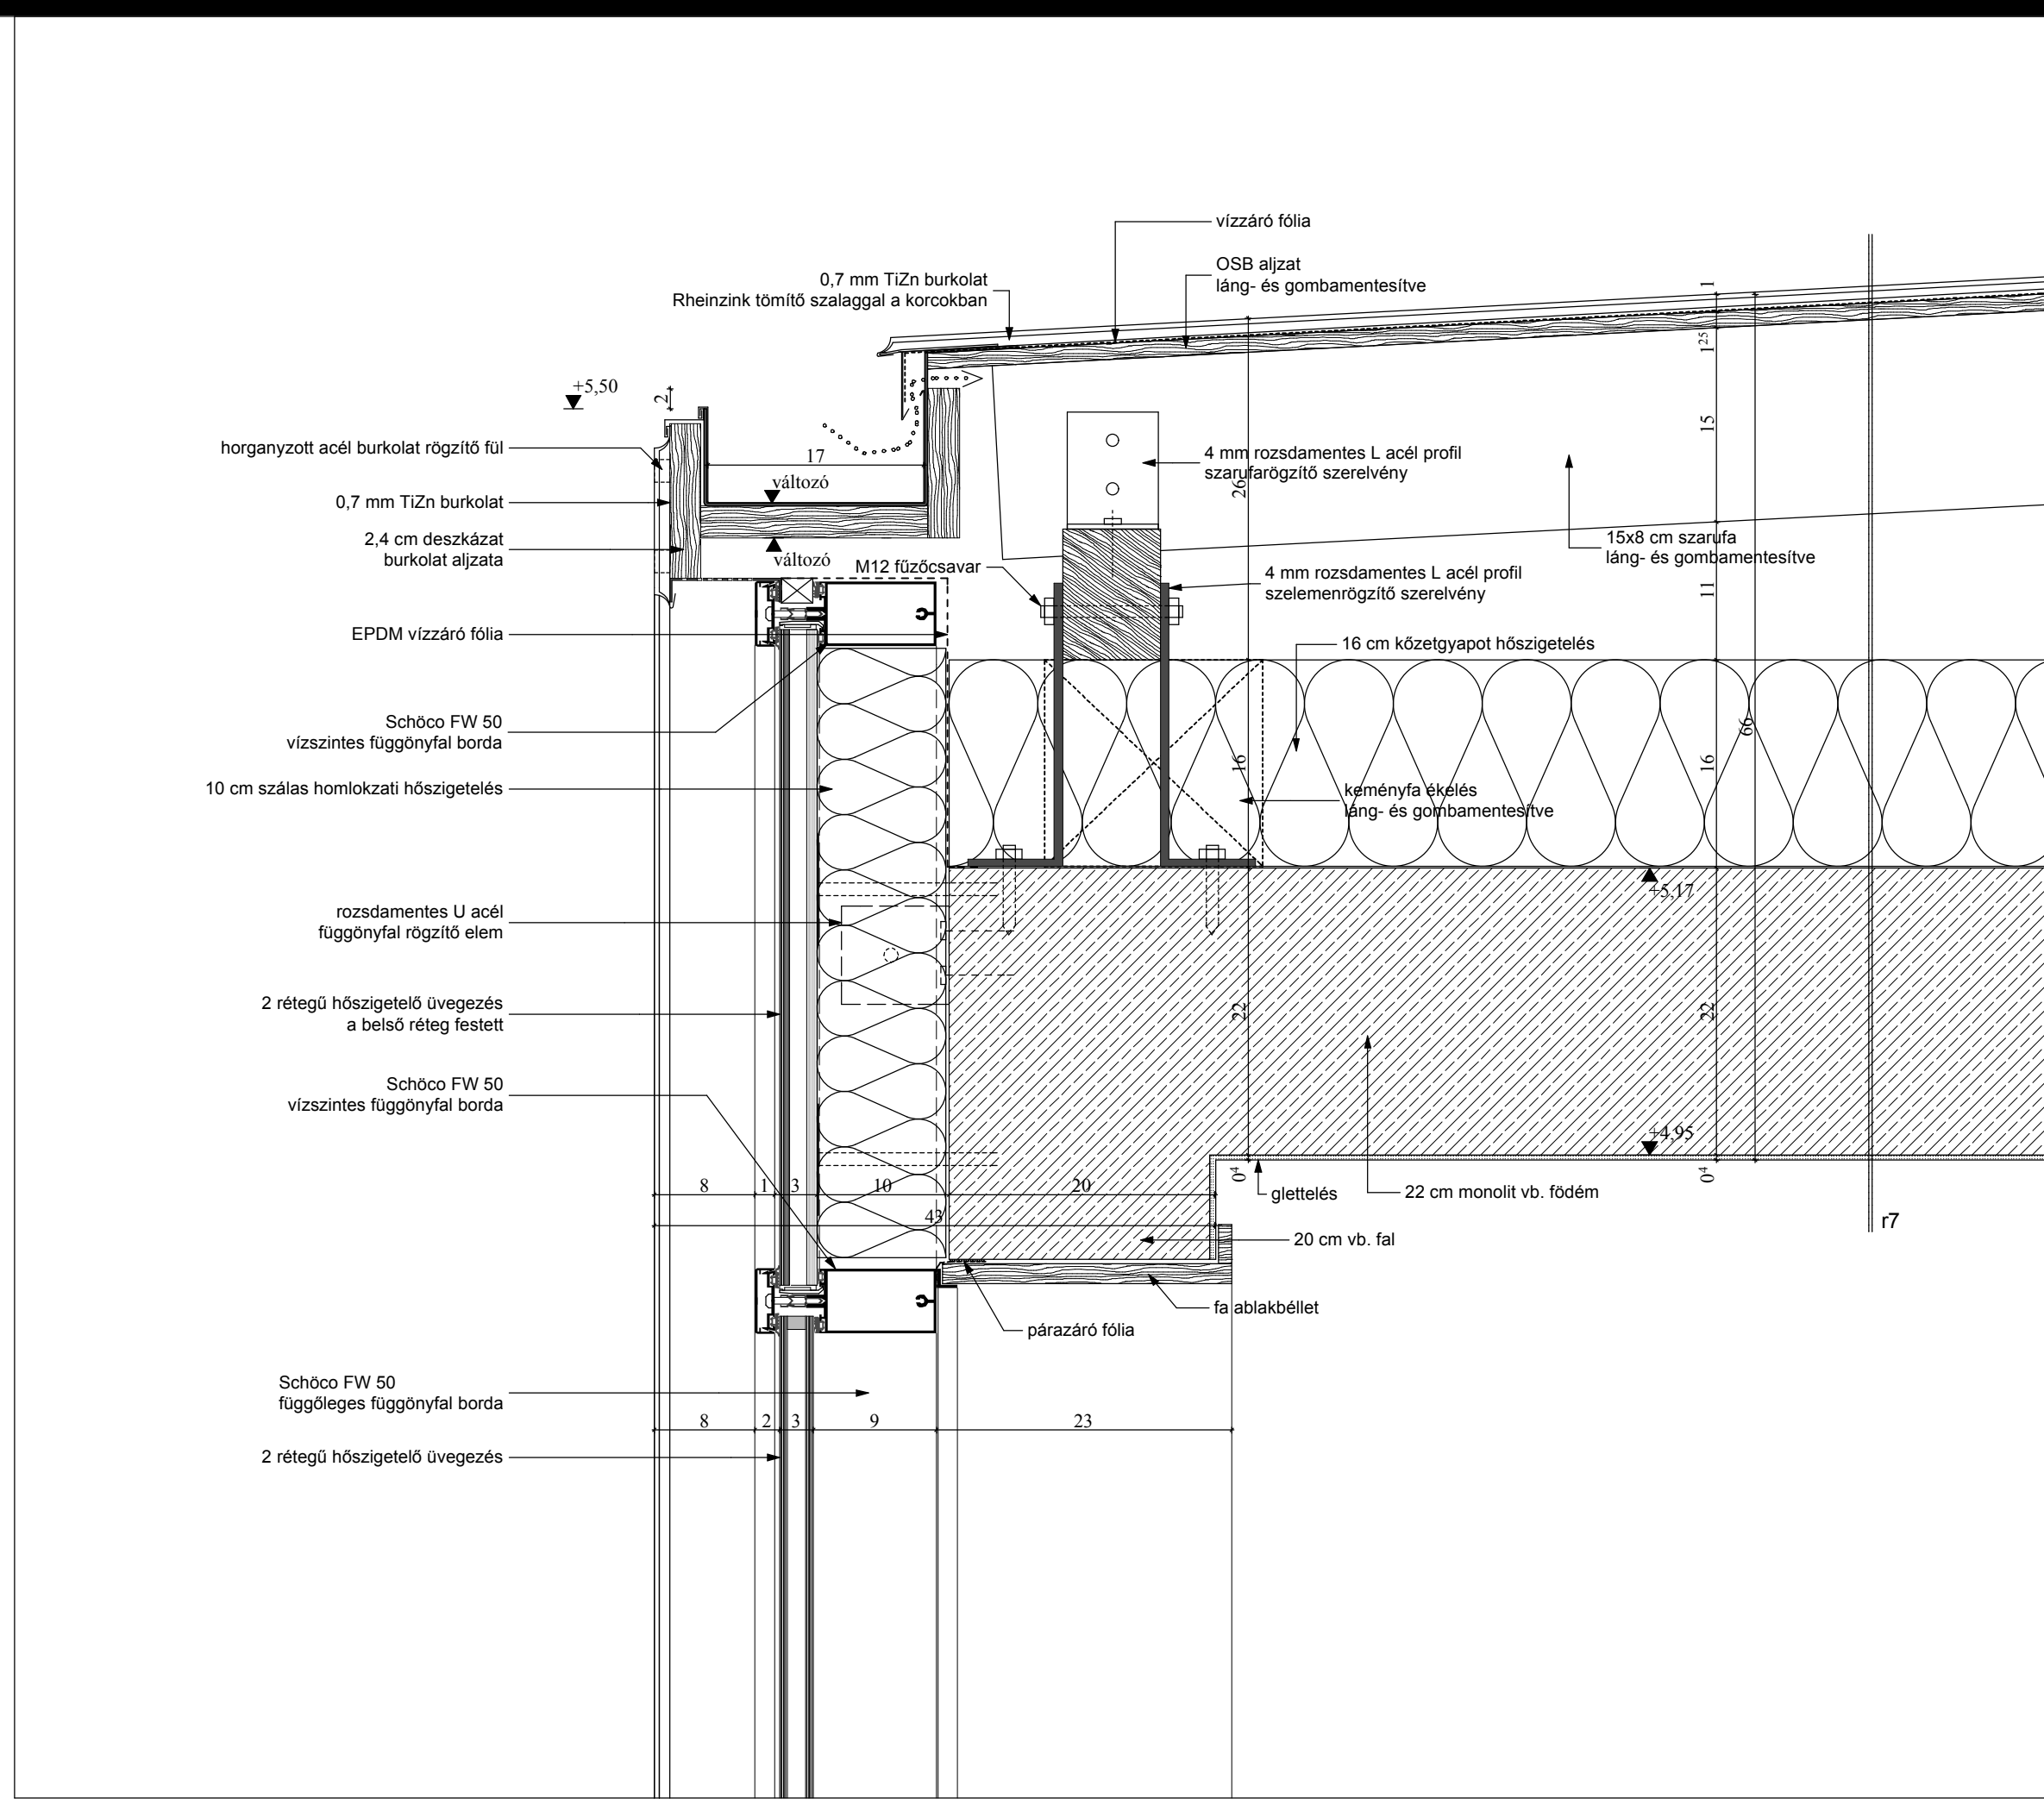 vízzáró fólia
OSB aljzat
láng- és gombamentesítve
0,7 mm TiZn burkolat
Rheinzink tömítő szalaggal a korcokban
1
1²⁵
+5,50
2
horganyzott acél burkolat rögzítő fül
17
változó
4 mm rozsdamentes L acél profil
szarufarögzítő szerelvény
26
15
0,7 mm TiZn burkolat
2,4 cm deszkázat
burkolat aljzata
változó
M12 fűzőcsavar
4 mm rozsdamentes L acél profil
szelemenrögzítő szerelvény
15x8 cm szarufa
láng- és gombamentesítve
11
EPDM vízzáró fólia
16 cm kőzetgyapot hőszigetelés
Schöco FW 50
vízszintes függönyfal borda
66
16
16
10 cm szálas homlokzati hőszigetelés
keményfa ékelés
láng- és gombamentesítve
+5,17
rozsdamentes U acél
függönyfal rögzítő elem
2 rétegű hőszigetelő üvegezés
a belső réteg festett
22
22
Schöco FW 50
vízszintes függönyfal borda
+4,95
8
1
3
10
20
0⁴
0⁴
glettelés
22 cm monolit vb. födém
43
r7
20 cm vb. fal
fa ablakbéllet
párazáró fólia
Schöco FW 50
függőleges függönyfal borda
8
2
3
9
23
2 rétegű hőszigetelő üvegezés